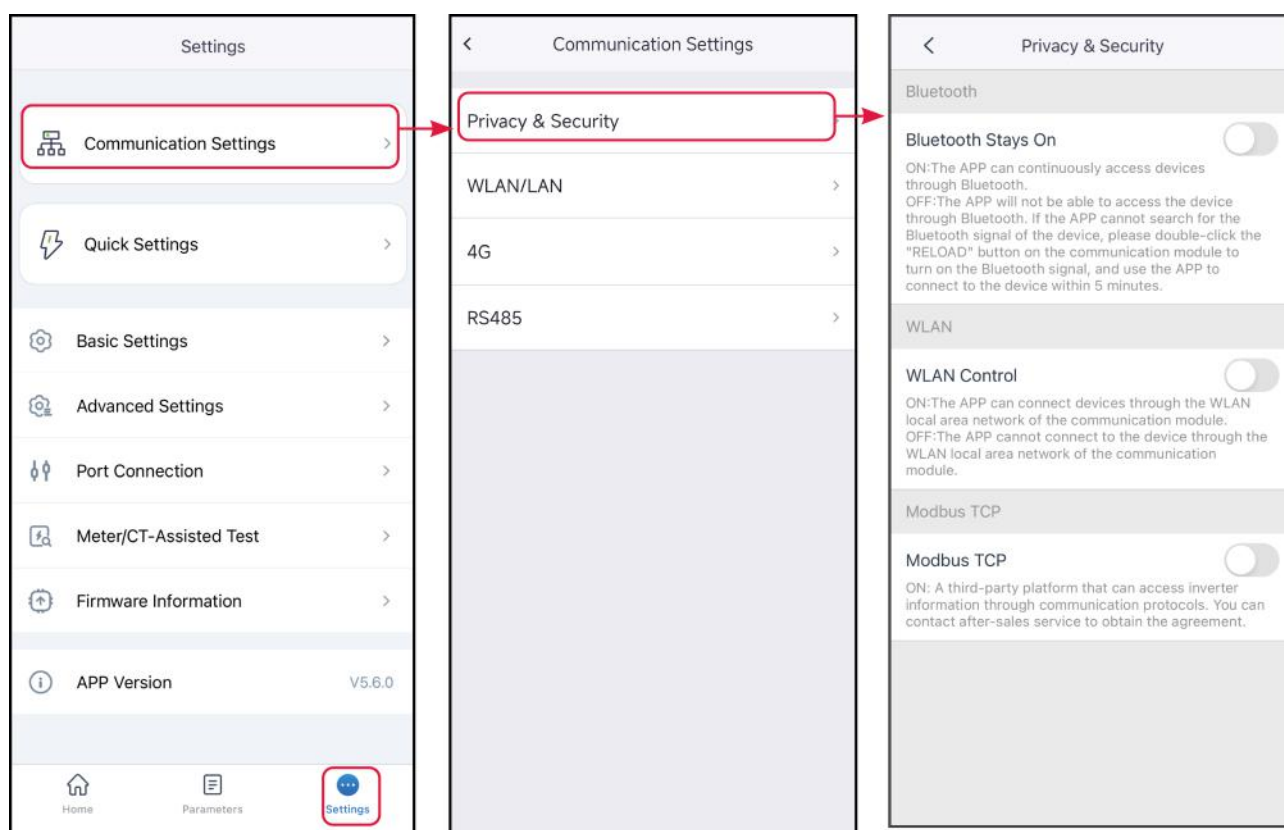 Settings
Communication Settings
Quick Settings
Basic Settings
Advanced Settings
Port Connection
Meter/CT-Assisted Test
Firmware Information
APP Version V5.6.0
Home Parameters Settings
Communication Settings
Privacy & Security
WLAN/LAN
4G
RS485
Privacy & Security
Bluetooth
Bluetooth Stays On
ON:The APP can continuously access devices
through Bluetooth.
OFF:The APP will not be able to access the device
through Bluetooth. If the APP cannot search for the
Bluetooth signal of the device, please double-click the
"RELOAD" button on the communication module to
turn on the Bluetooth signal, and use the APP to
connect to the device within 5 minutes.
WLAN
WLAN Control
ON:The APP can connect devices through the WLAN
local area network of the communication module.
OFF:The APP cannot connect to the device through the
WLAN local area network of the communication
module.
Modbus TCP
Modbus TCP
ON: A third-party platform that can access inverter
information through communication protocols. You can
contact after-sales service to obtain the agreement.